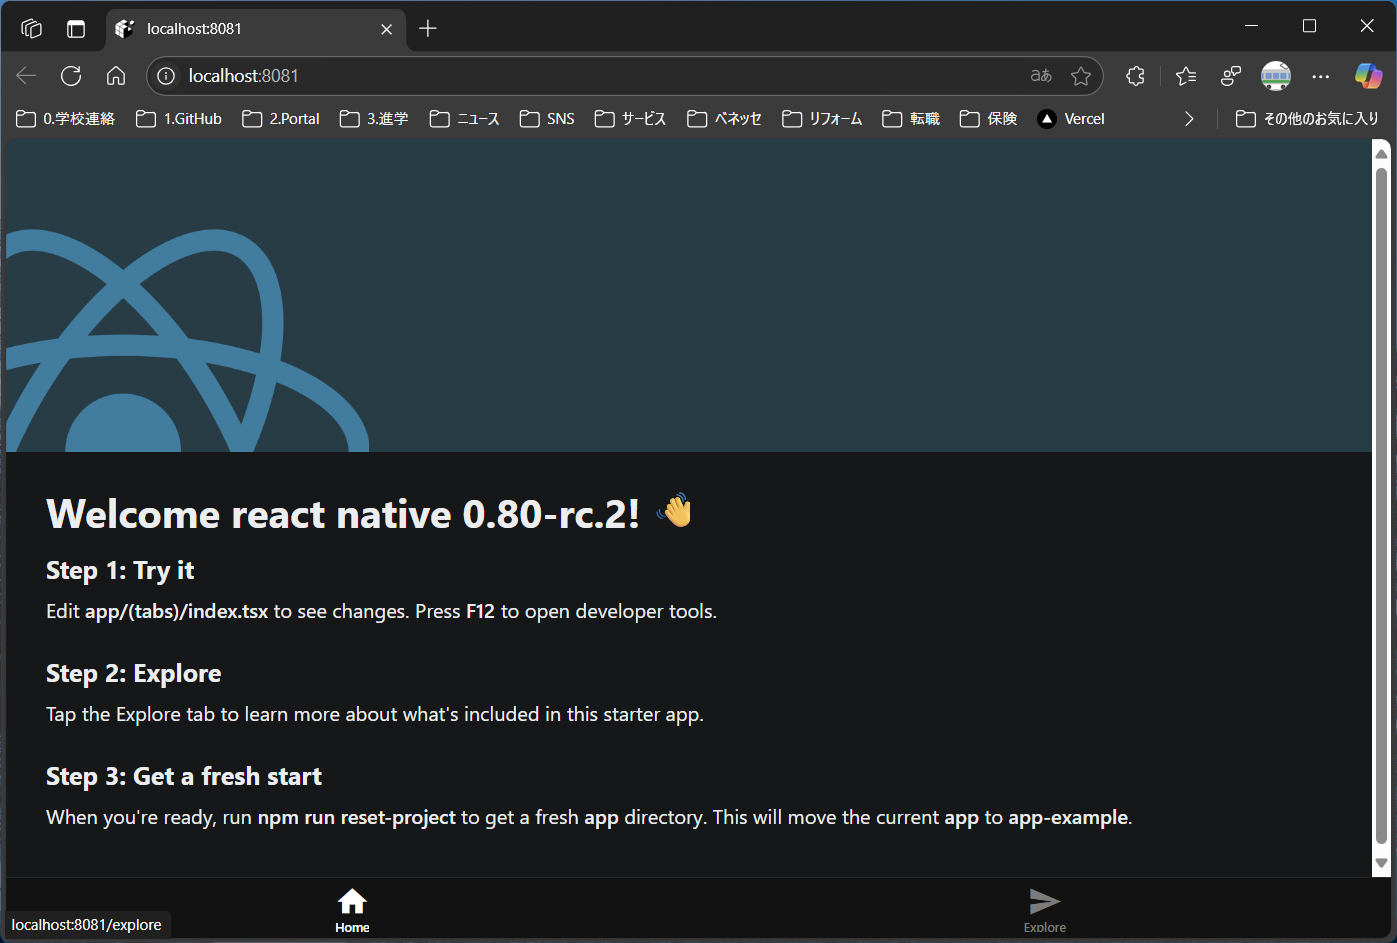 localhost:8081
localhost:8081
aあ
0.学校連絡
1.GitHub
2.Portal
3.進学
ニュース
SNS
サービス
ベネッセ
リフォーム
転職
保険
Vercel
その他のお気に入り
Welcome react native 0.80-rc.2! 👋
Step 1: Try it
Edit app/(tabs)/index.tsx to see changes. Press F12 to open developer tools.
Step 2: Explore
Tap the Explore tab to learn more about what's included in this starter app.
Step 3: Get a fresh start
When you're ready, run npm run reset-project to get a fresh app directory. This will move the current app to app-example.
Home
Explore
localhost:8081/explore